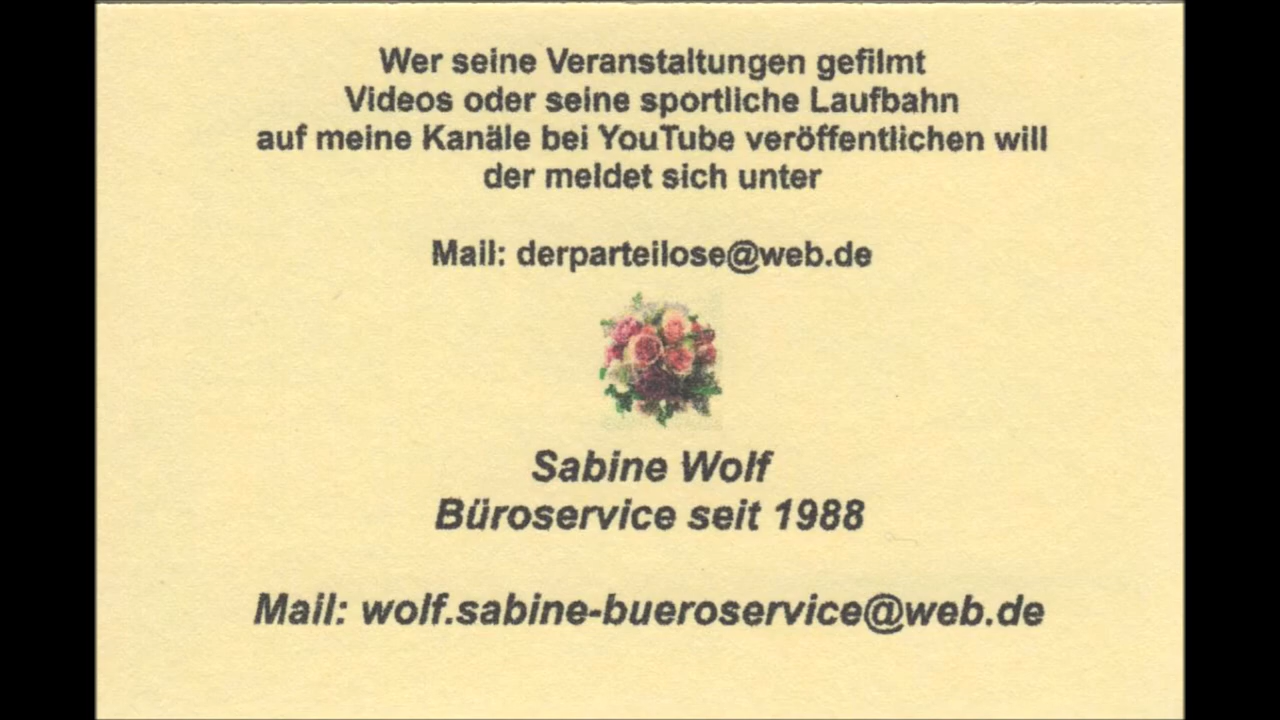 Wer seine Veranstaltungen gefilmt
Videos oder seine sportliche Laufbahn
auf meine Kanäle bei YouTube veröffentlichen will
der meldet sich unter
Mail: derparteilose@web.de
Sabine Wolf
Büroservice seit 1988
Mail: wolf.sabine-bueroservice@web.de